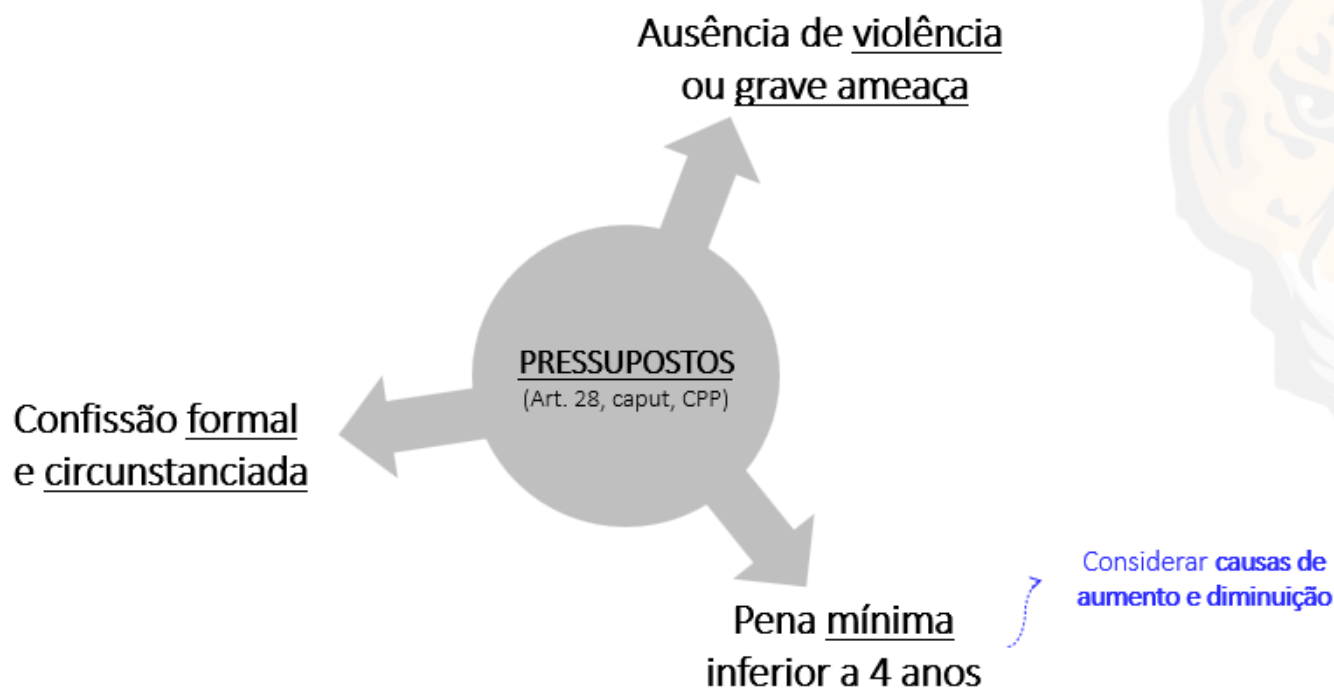 Ausência de violência
ou grave ameaça
PRESSUPOSTOS
(Art. 28, caput, CPP)
Confissão formal
e circunstanciada
Considerar causas de
aumento e diminuição
Pena mínima
inferior a 4 anos